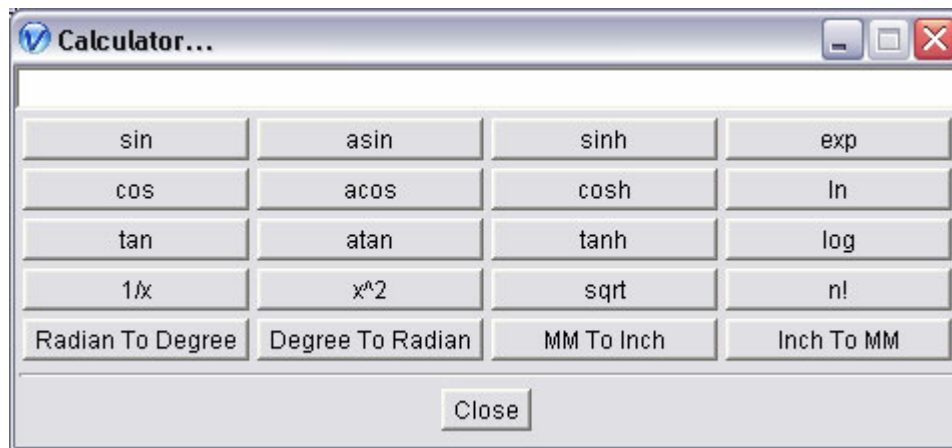 Calculator...
sin asin sinh exp
cos acos cosh ln
tan atan tanh log
1/x x^2 sqrt n!
Radian To Degree Degree To Radian MM To Inch Inch To MM
Close